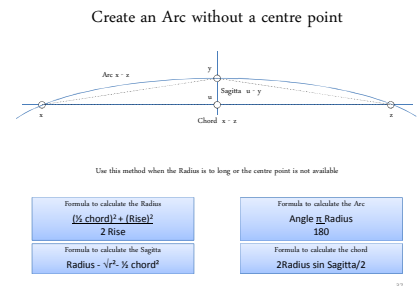 Create an Arc without a centre point
y
Arc x - z
Sagitta u - y
u
x
z
Chord x - z
Use this method when the Radius is to long or the centre point is not available
Formula to calculate the Radius
(½ chord)² + (Rise)²
2 Rise
Formula to calculate the Arc
Angle π Radius
180
Formula to calculate the Sagitta
Radius - √r² - ½ chord²
Formula to calculate the chord
2Radius sin Sagitta/2